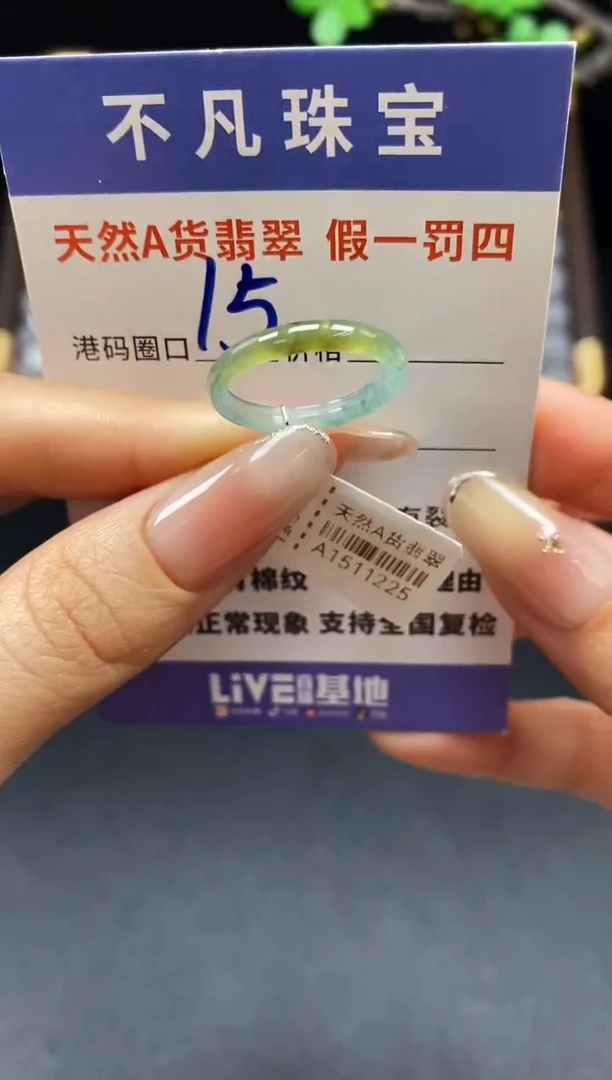 不凡珠宝
天然A货翡翠 假一罚四
港码圈口 15 价格
有裂
天然A货翡翠
A1511225
棉纹 理由
正常现象 支持全国复检
LiVE 基地